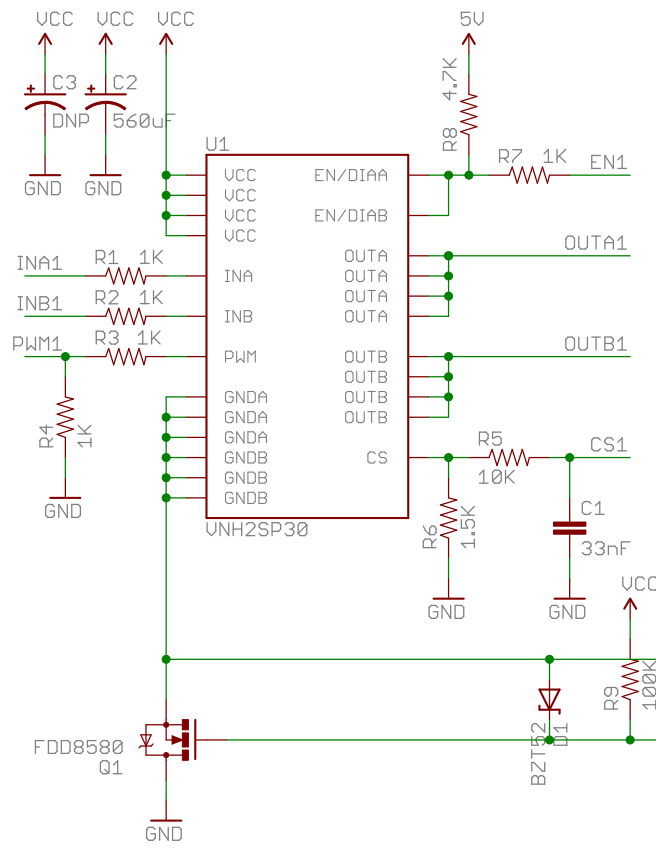 VCC VCC VCC 5V
C3 C2
DNP 560uF
GND GND
4.7K
R8
U1
R7 1K EN1
VCC EN/DIAA
VCC
VCC EN/DIAB
VCC
OUTA OUTA1
OUTA
OUTA
OUTA
INA1 R1 1K INA
INB1 R2 1K INB
PWM1 R3 1K PWM
OUTB OUTB1
OUTB
OUTB
OUTB
R4 1K
GND
GNDA
GNDA
GNDA
GNDB
GNDB
GNDB
CS R5 CS1
10K
R6 1.5K
GND
C1
33nF
GND
VNH2SP30
VCC
R9 100K
BZT52 D1
FDD8580
Q1
GND